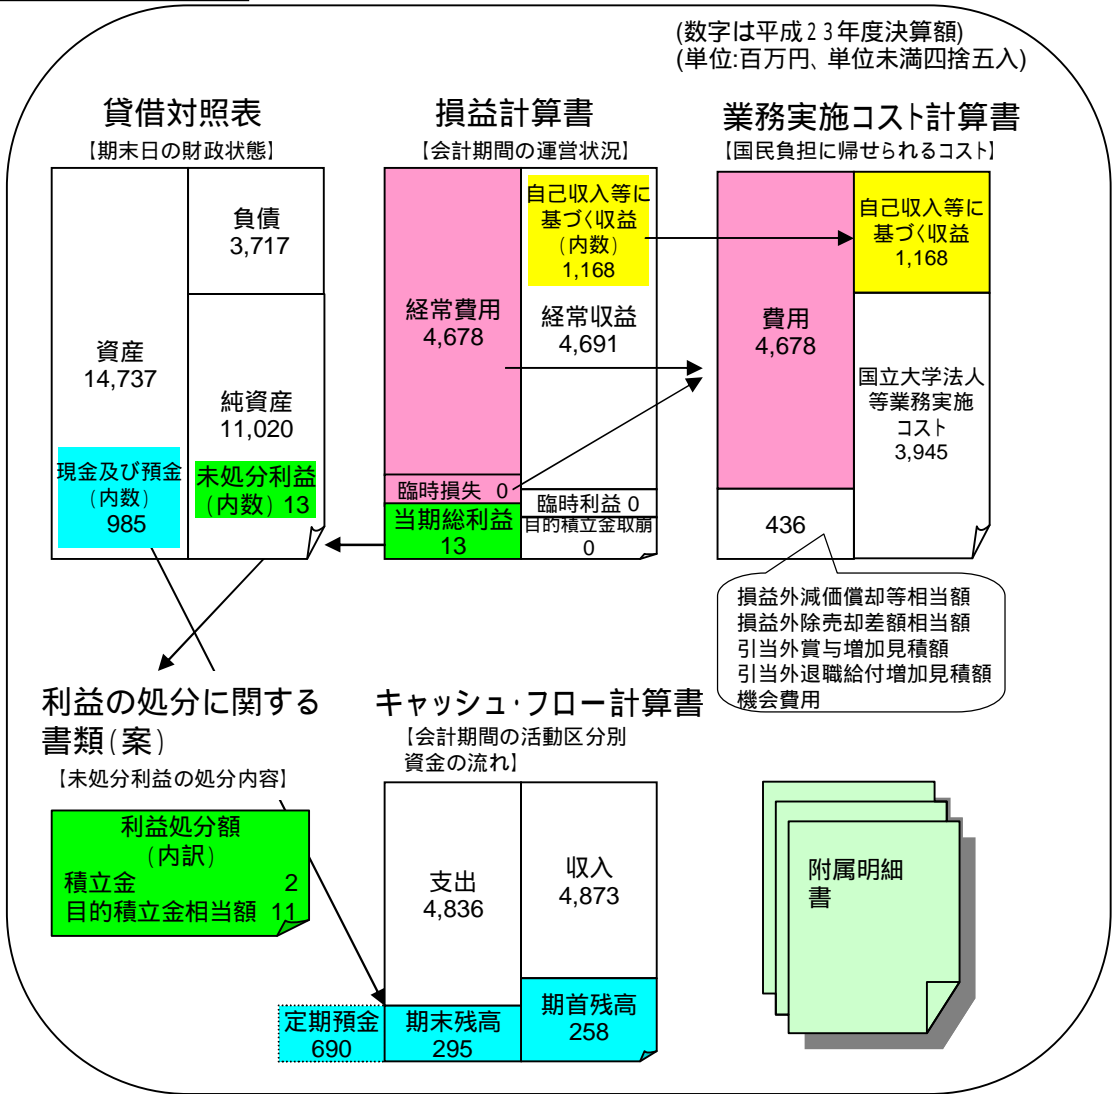 (数字は平成23年度決算額)
(単位:百万円、単位未満四捨五入)
貸借対照表
【期末日の財政状態】
資産
14,737
現金及び預金
(内数)
985
負債
3,717
純資産
11,020
未処分利益
(内数) 13
損益計算書
【会計期間の運営状況】
経常費用
4,678
臨時損失 0
当期総利益
13
自己収入等に
基づく収益
(内数)
1,168
経常収益
4,691
臨時利益 0
目的積立金取崩
0
業務実施コスト計算書
【国民負担に帰せられるコスト】
費用
4,678
436
自己収入等に
基づく収益
1,168
国立大学法人
等業務実施
コスト
3,945
損益外減価償却等相当額
損益外除売却差額相当額
引当外賞与増加見積額
引当外退職給付増加見積額
機会費用
利益の処分に関する
書類(案)
【未処分利益の処分内容】
利益処分額
(内訳)
積立金 2
目的積立金相当額 11
キャッシュ・フロー計算書
【会計期間の活動区分別
資金の流れ】
支出
4,836
収入
4,873
定期預金
690
期末残高
295
期首残高
258
附属明細
書